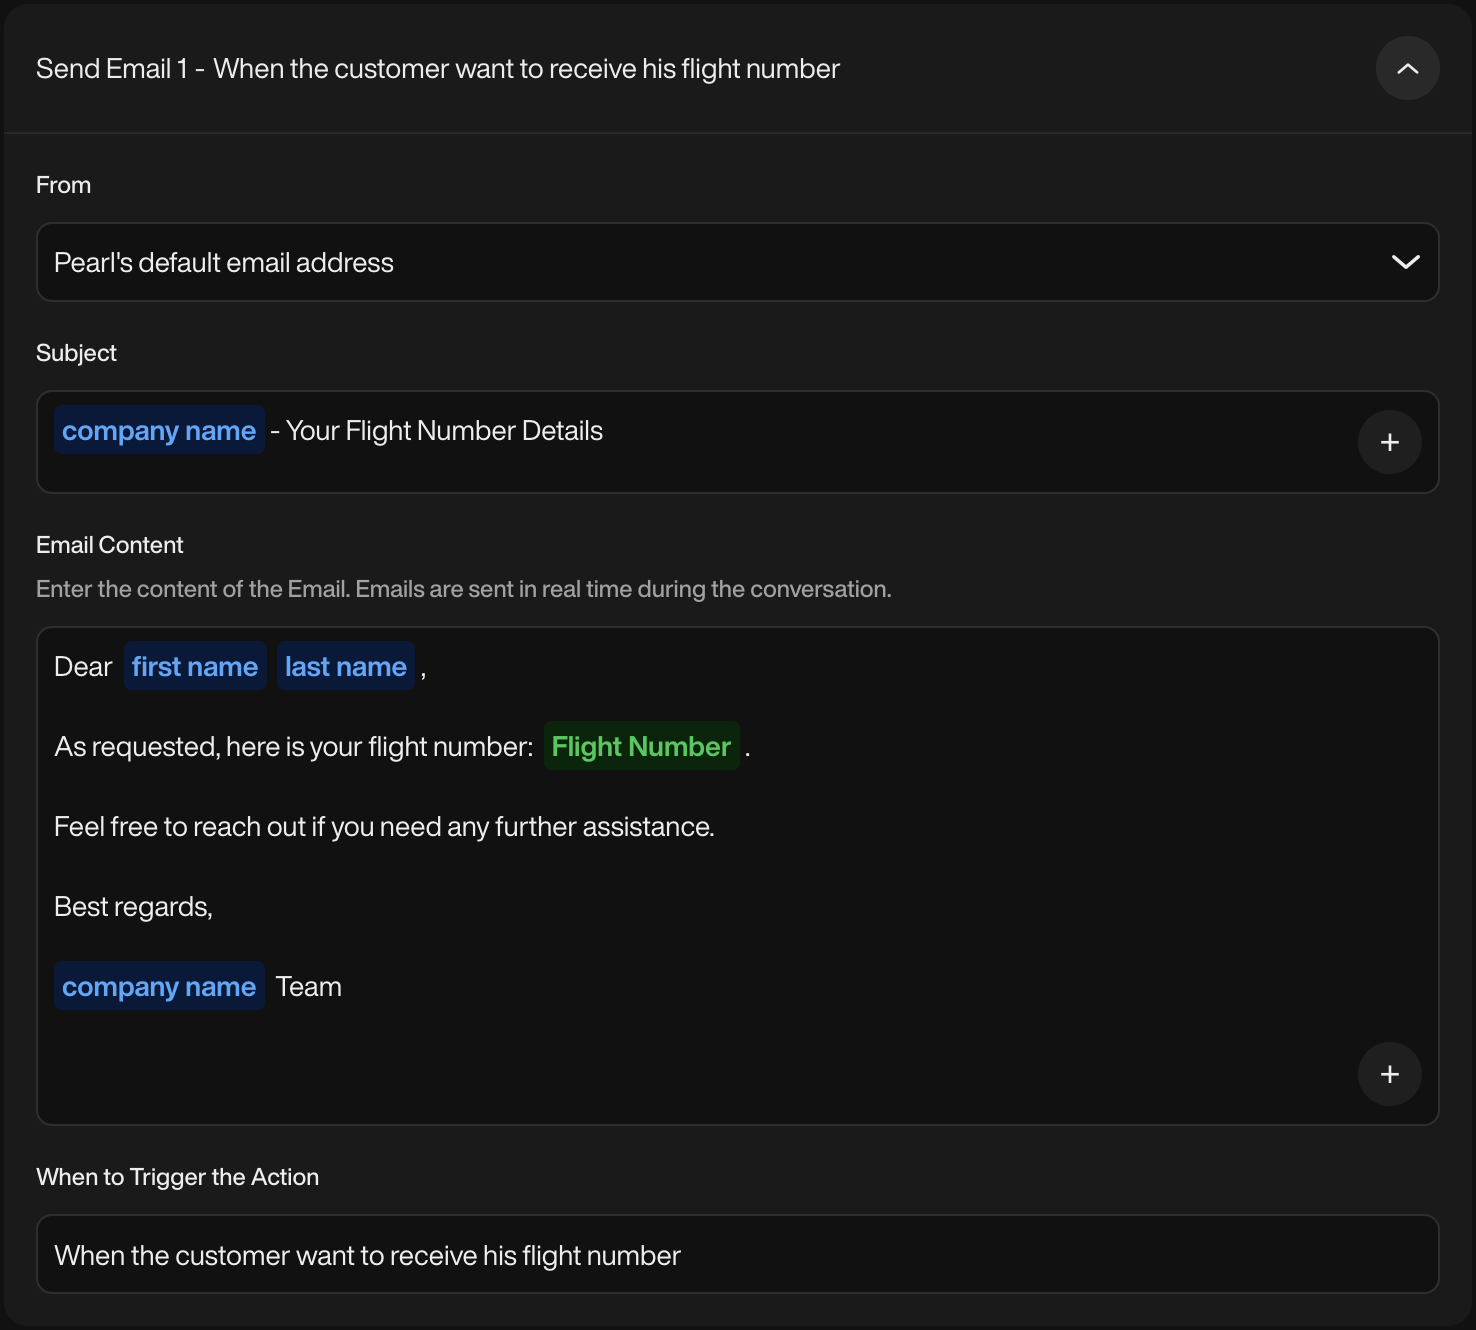 Send Email 1 - When the customer want to receive his flight number
From
Pearl's default email address
Subject
company name - Your Flight Number Details
Email Content
Enter the content of the Email. Emails are sent in real time during the conversation.
Dear first name last name ,
As requested, here is your flight number: Flight Number .
Feel free to reach out if you need any further assistance.
Best regards,
company name Team
When to Trigger the Action
When the customer want to receive his flight number